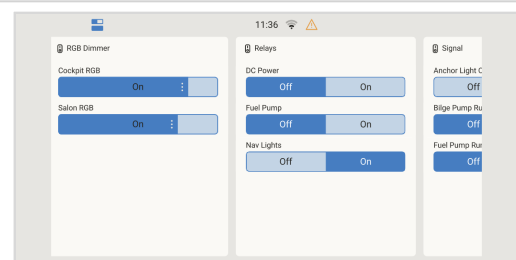 11:36
RGB Dimmer
Cockpit RGB
On
Salon RGB
On
Relays
DC Power
Off On
Fuel Pump
Off On
Nav Lights
Off On
Signal
Anchor Light
Off
Bilge Pump Ru
Off
Fuel Pump Run
Off